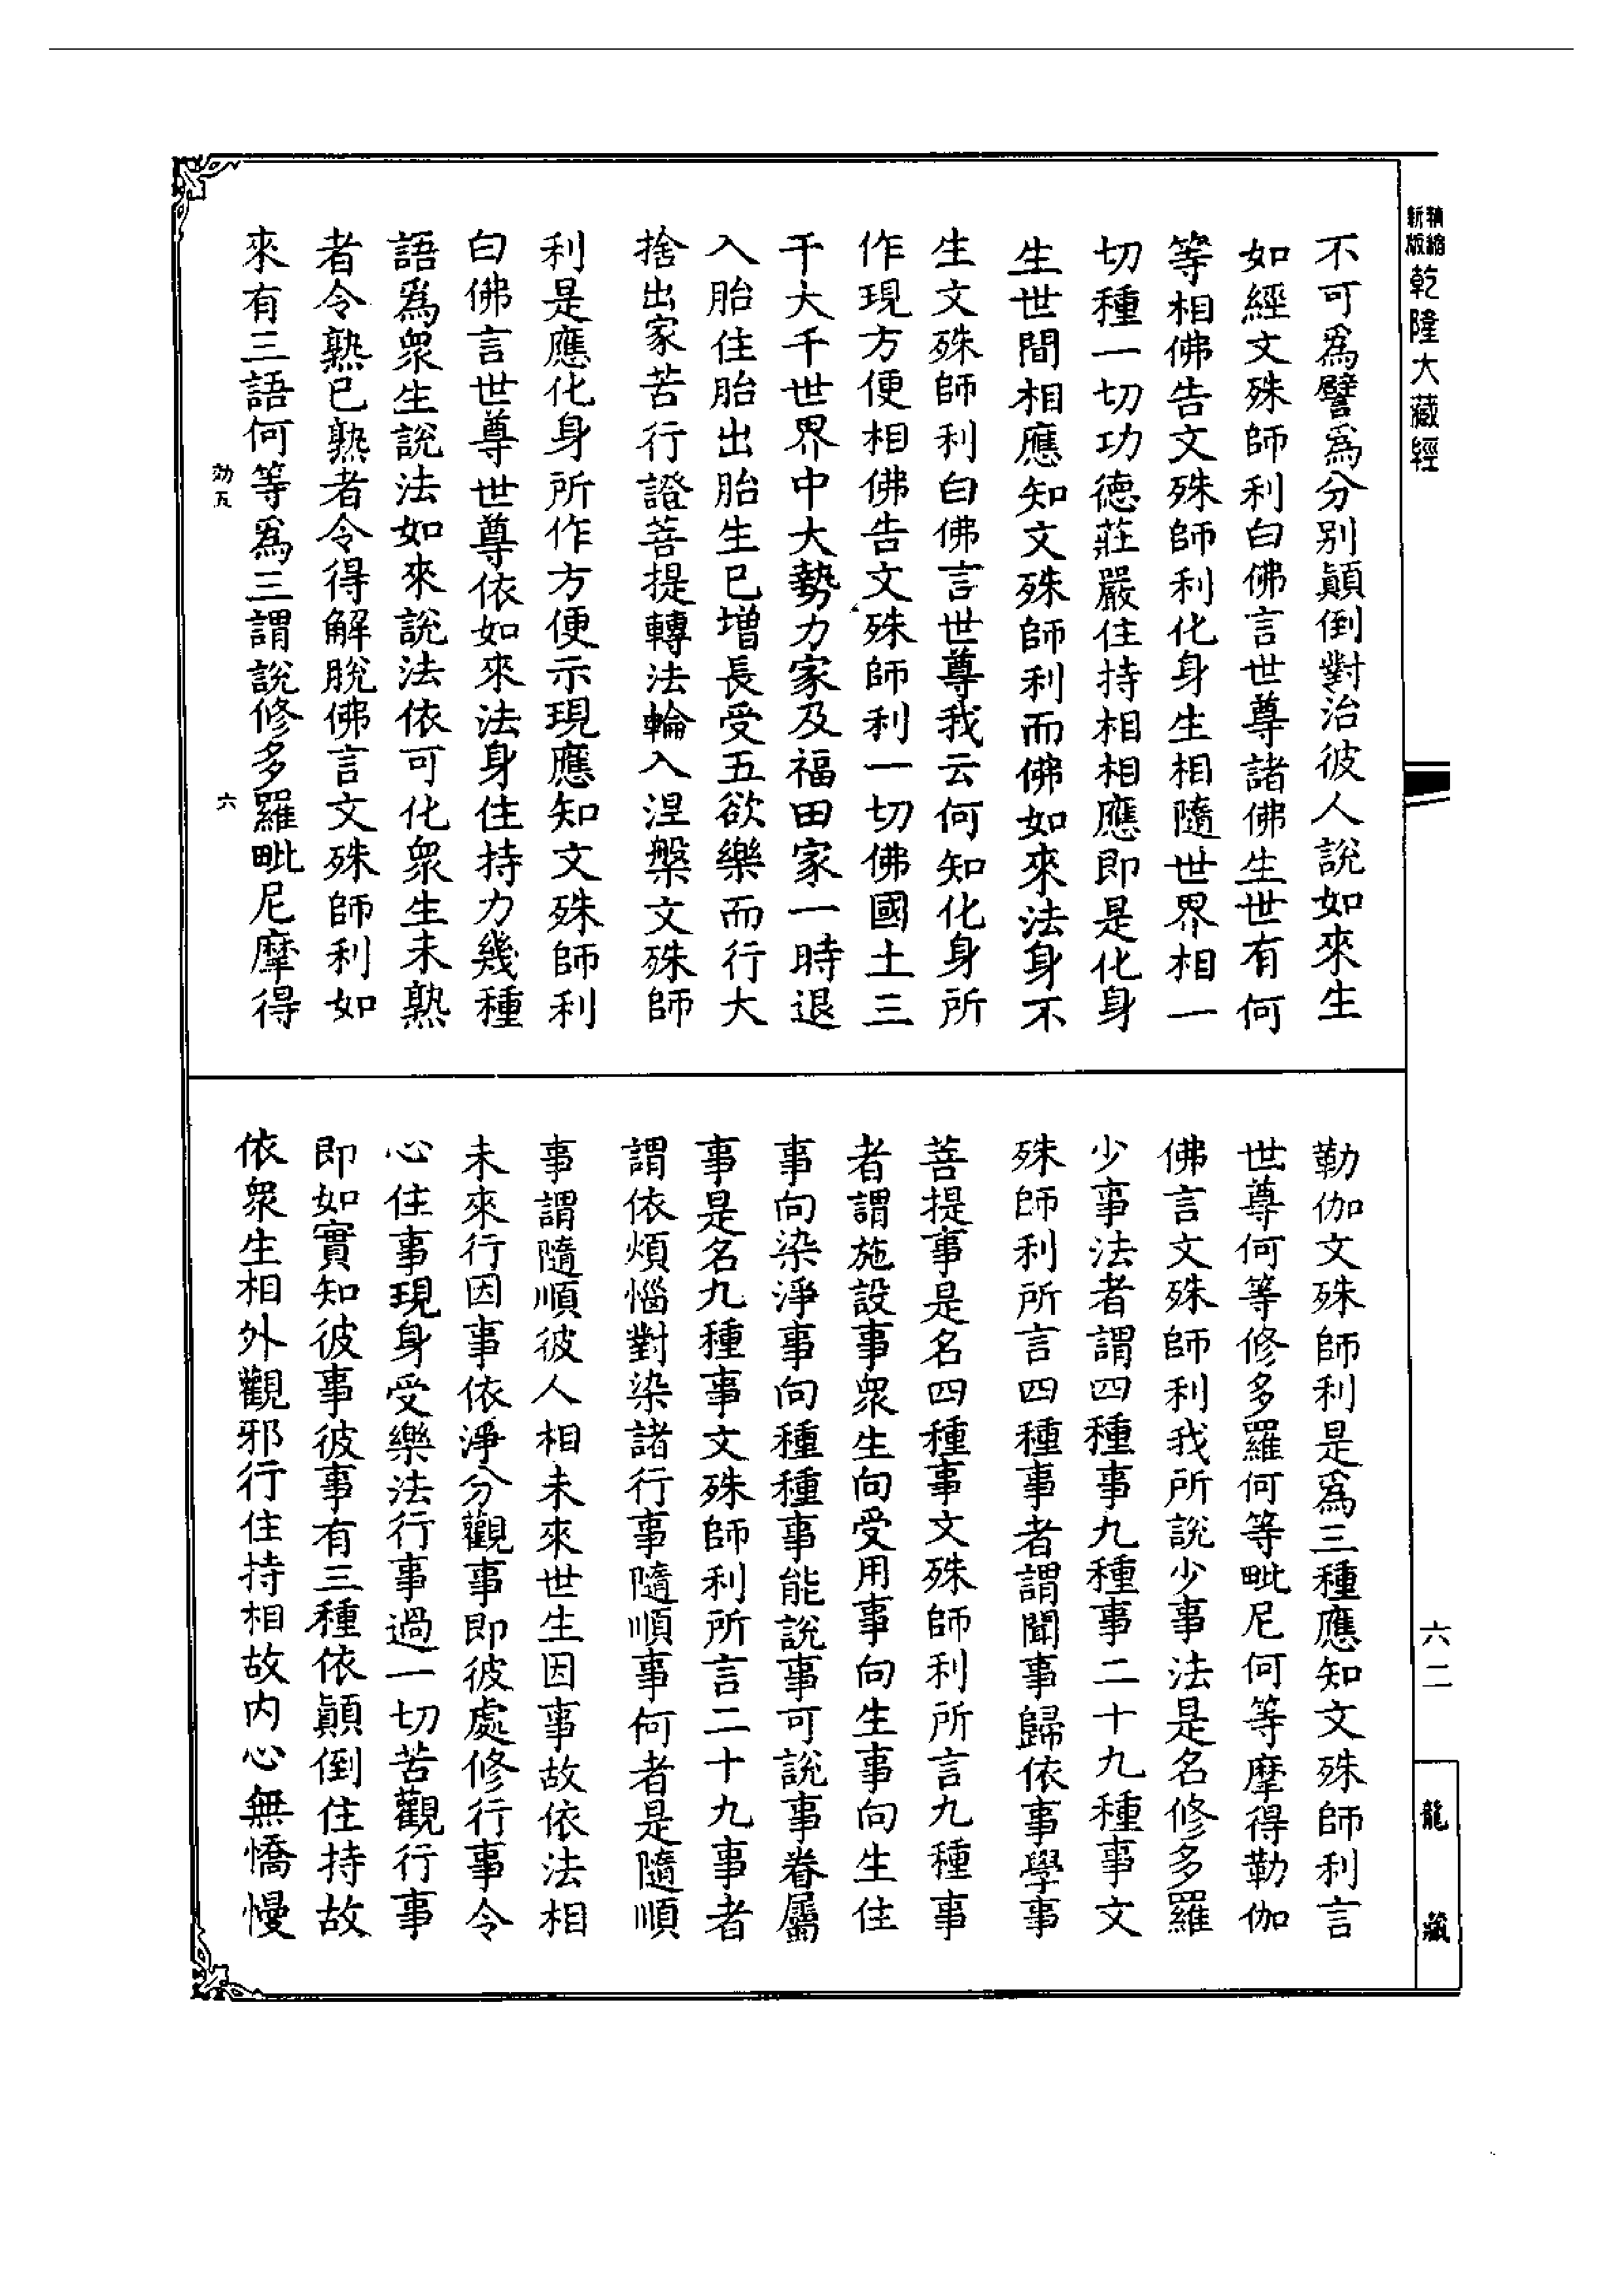 新版精縮乾隆大藏經
不可爲譬爲分别顛倒對治彼人說如來生
如經文殊師利白佛言世尊諸佛生世有何
等相佛告文殊師利化身生相隨世界相一
切種一切功德莊嚴住持相相應即是化身
生世間相應知文殊師利而佛如來法身不
生文殊師利白佛言世尊我云何知化身所
作現方便相佛告文殊師利一切佛國土三
千大千世界中大勢力家及福田家一時退
入胎住胎出胎生已增長受五欲樂而行大
捨出家苦行證菩提轉法輪入涅槃文殊師
利是應化身所作方便示現應知文殊師利
白佛言世尊世尊依如來法身住持力幾種
語爲衆生說法如來說法依可化衆生未熟
者令熟已熟者令得解脫佛言文殊師利如
來有三語何等爲三謂說修多羅毗尼摩得
効五
六
勒伽文殊師利是爲三種應知文殊師利言
世尊何等修多羅何等毗尼何等摩得勒伽
佛言文殊師利我所說少事法是名修多羅
少事法者謂四種事九種事二十九種事文
殊師利所言四種事者謂聞事歸依事學事
菩提事是名四種事文殊師利所言九種事
者謂施設事衆生向受用事向生事向生住
事向染淨事向種種事能說事可說事眷屬
事是名九種事文殊師利所言二十九事者
謂依煩惱對染諸行事隨順事何者是隨順
事謂隨順彼人相未來世生因事故依法相
未來行因事依淨分觀事即彼處修行事令
心住事現身受樂法行事過一切苦觀行事
即如實知彼事彼事有三種依顛倒住持故
依衆生相外觀邪行住持相故内心無憍慢
六二
龍藏